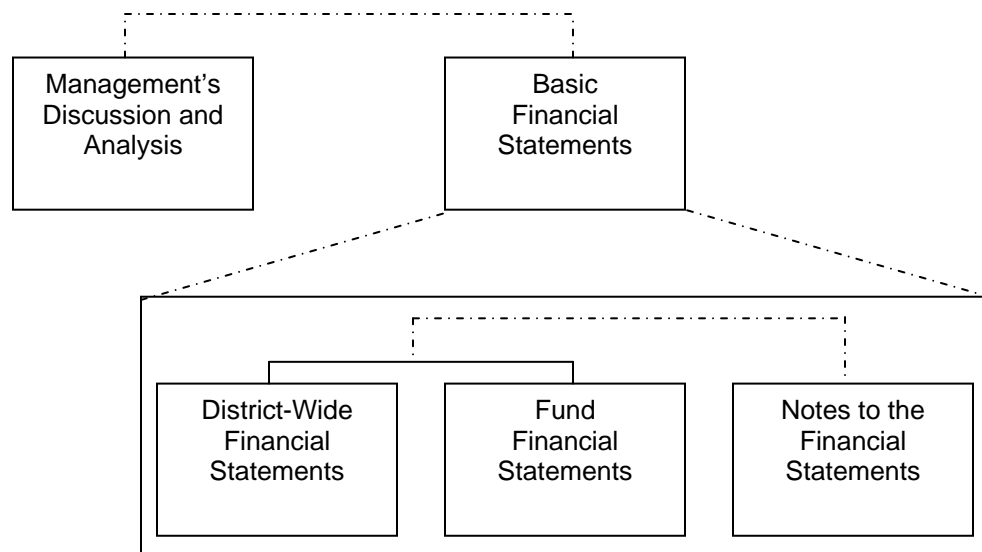 Management’s
Discussion and
Analysis
Basic
Financial
Statements
District-Wide
Financial
Statements
Fund
Financial
Statements
Notes to the
Financial
Statements